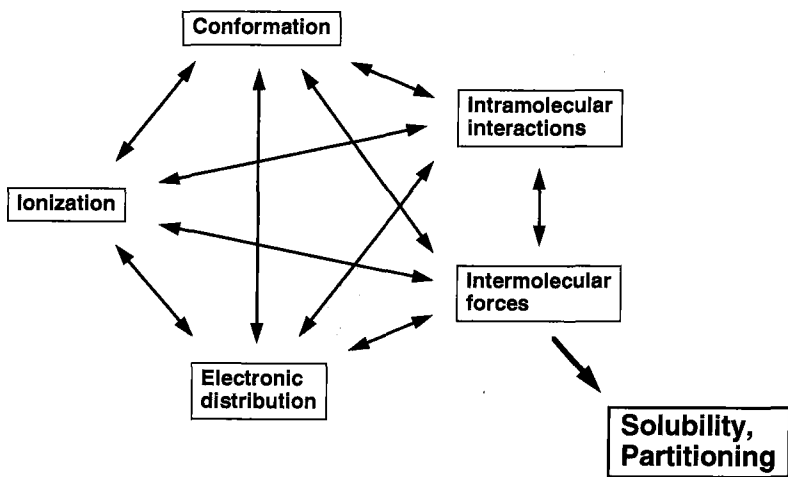 Conformation
Intramolecular
interactions
Ionization
Intermolecular
forces
Electronic
distribution
Solubility,
Partitioning